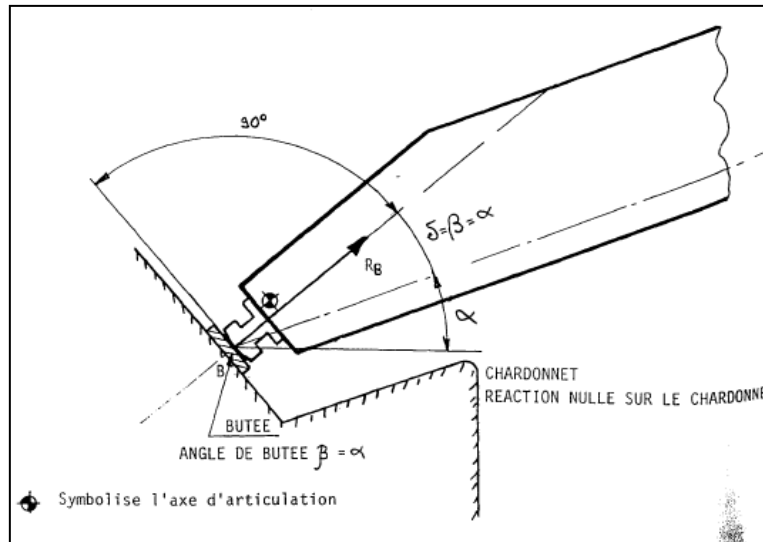 90°
δ=β=α
R_B
α
B
CHARDONNET
REACTION NULLE SUR LE CHARDONNE
BUTEE
ANGLE DE BUTEE β = α
Symbolise l'axe d'articulation